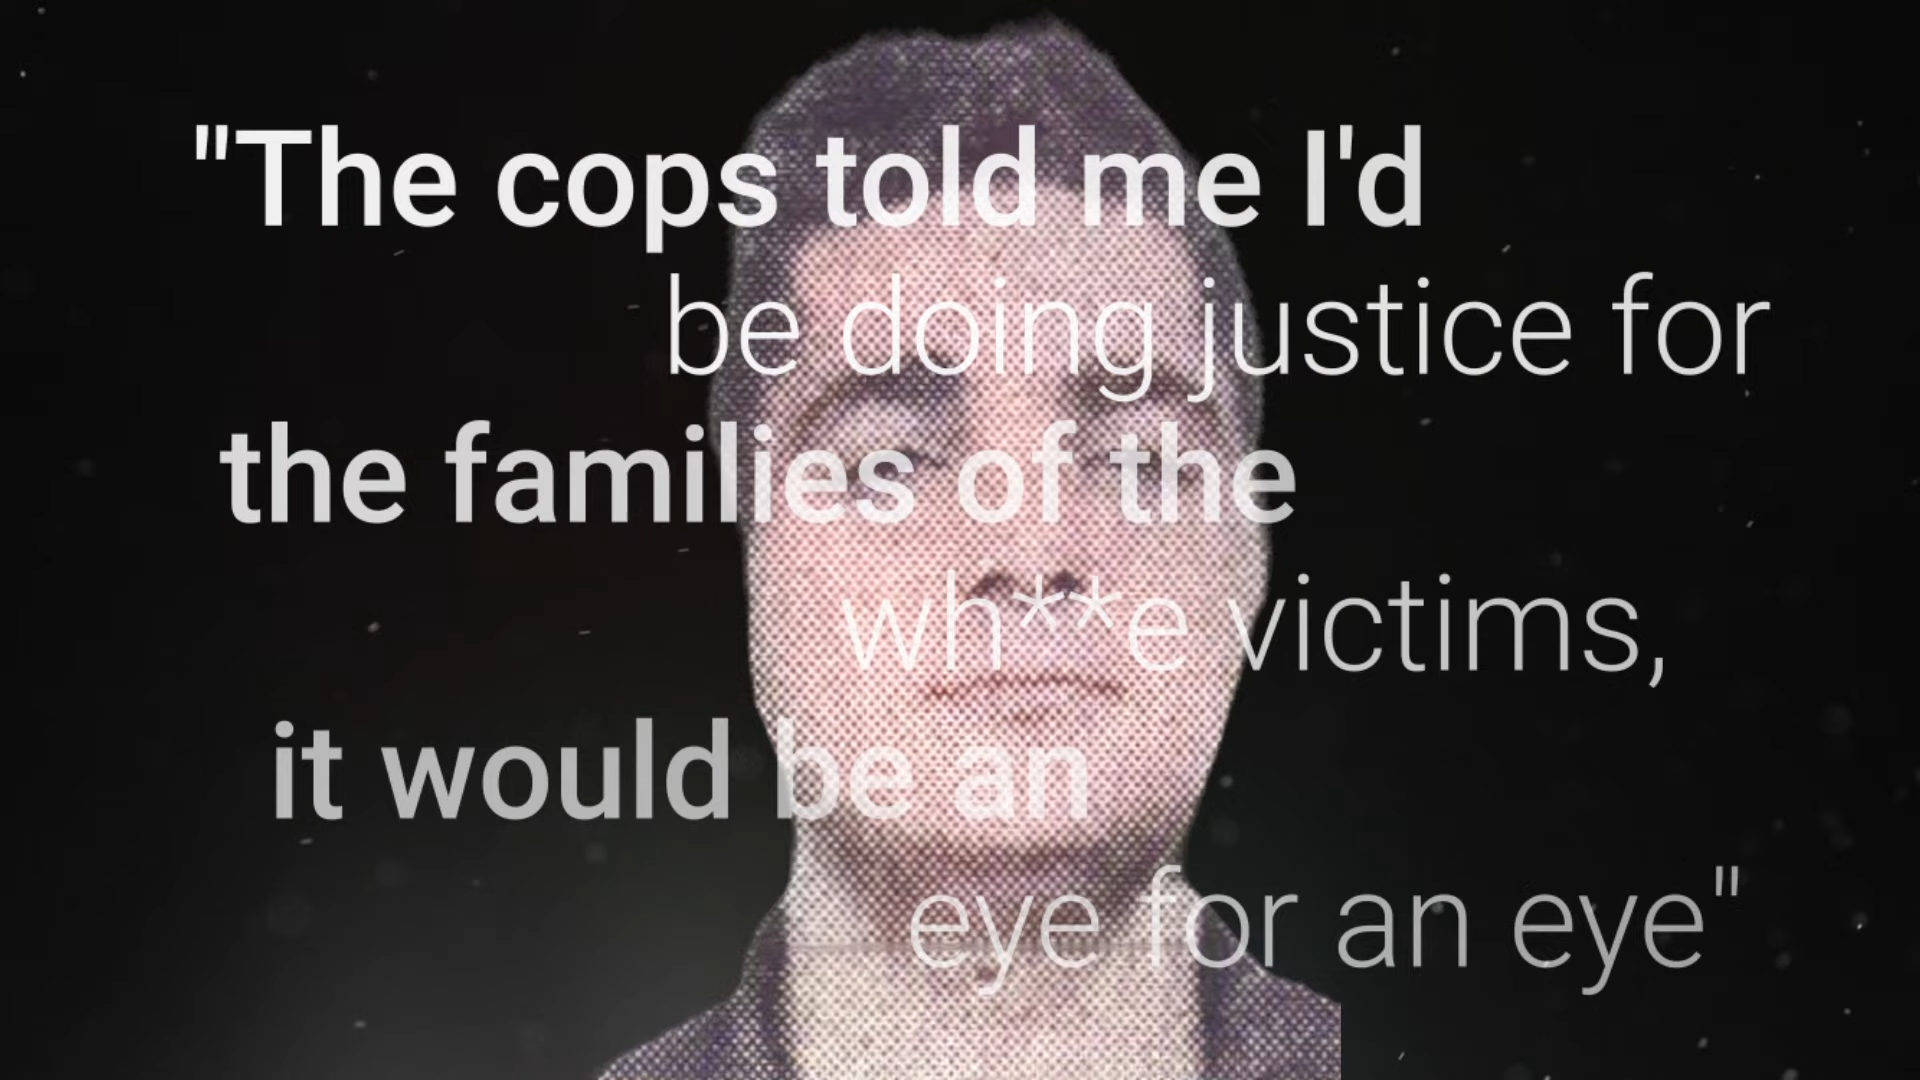 "The cops told me I'd
be doing justice for
the families of the
wh**e victims,
it would be an
eye for an eye"